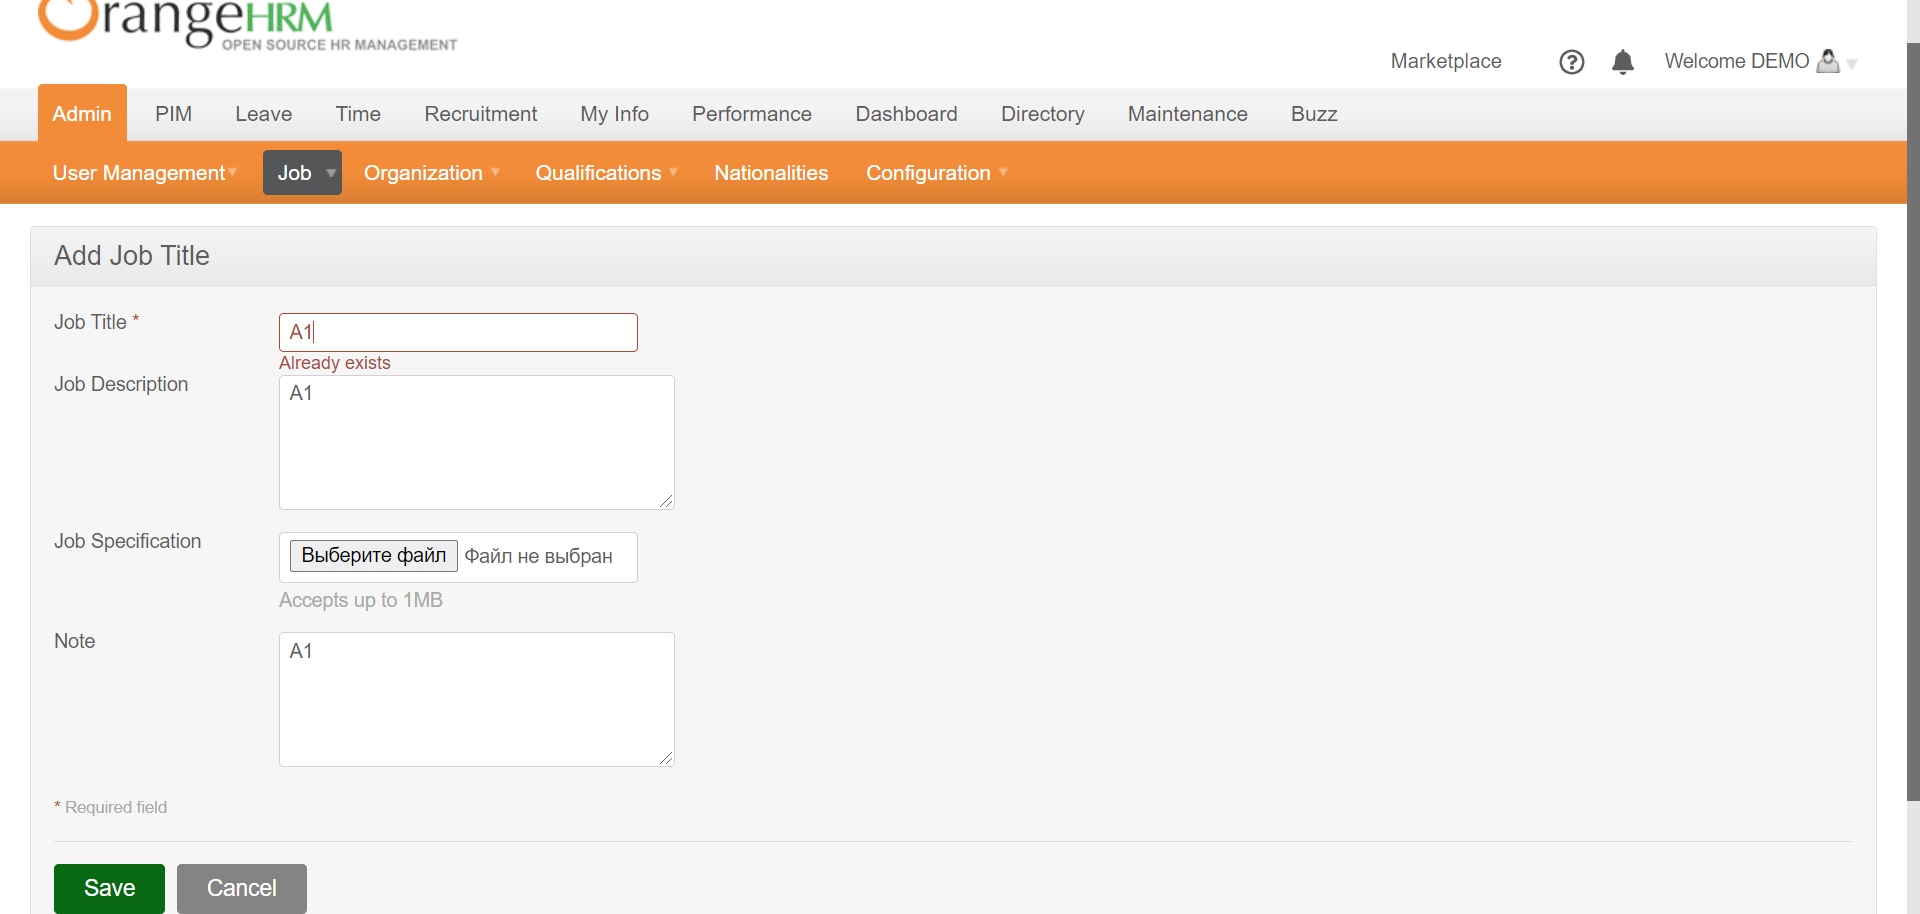 OrangeHRM
OPEN SOURCE HR MANAGEMENT
Marketplace ? Welcome DEMO
Admin PIM Leave Time Recruitment My Info Performance Dashboard Directory Maintenance Buzz
User Management Job Organization Qualifications Nationalities Configuration
Add Job Title
Job Title * A1
Already exists
Job Description A1
Job Specification Выберите файл Файл не выбран
Accepts up to 1MB
Note A1
* Required field
Save Cancel